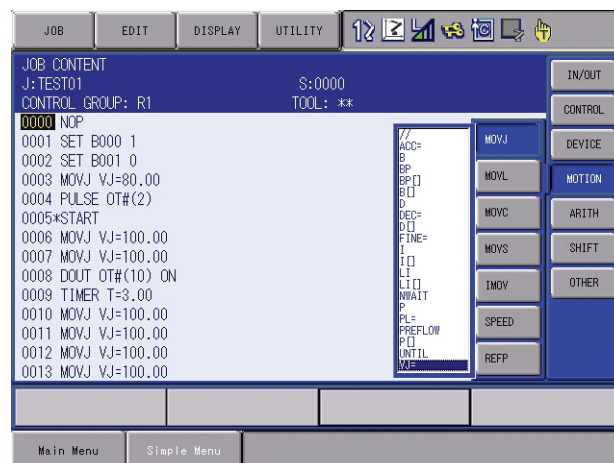 JOB EDIT DISPLAY UTILITY
JOB CONTENT
J:TEST01 S:0000
CONTROL GROUP: R1 TOOL: **
0000 NOP
0001 SET B000 1
0002 SET B001 0
0003 MOVJ VJ=80.00
0004 PULSE OT#(2)
0005*START
0006 MOVJ VJ=100.00
0007 MOVJ VJ=100.00
0008 DOUT OT#(10) ON
0009 TIMER T=3.00
0010 MOVJ VJ=100.00
0011 MOVJ VJ=100.00
0012 MOVJ VJ=100.00
0013 MOVJ VJ=100.00
//
ACC=
B
BP
BP[]
B[]
D
DEC=
D[]
FINE=
I
I[]
LI
LI[]
NWAIT
P
PL=
PREFLOW
P[]
UNTIL
VJ=
MOVJ
MOVL
MOVC
MOVS
IMOV
SPEED
REFP
IN/OUT
CONTROL
DEVICE
MOTION
ARITH
SHIFT
OTHER
Main Menu Simple Menu